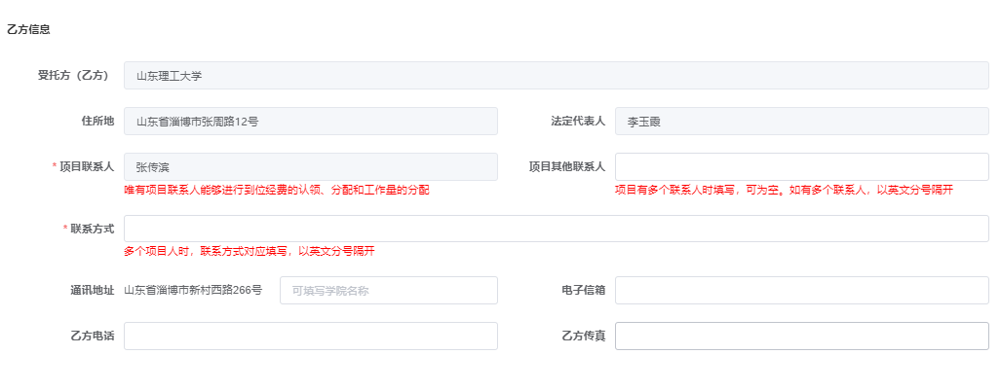 乙方信息
受托方（乙方） 山东理工大学
住所地 山东省淄博市张周路12号 法定代表人 李玉霞
* 项目联系人 张传滨 项目其他联系人
唯有项目联系人能够进行到位经费的认领、分配和工作量的分配 项目有多个联系人时填写，可为空。如有多个联系人，以英文分号隔开
* 联系方式
多个项目人时，联系方式对应填写，以英文分号隔开
通讯地址 山东省淄博市新村西路266号 可填写学院名称 电子信箱
乙方电话 乙方传真